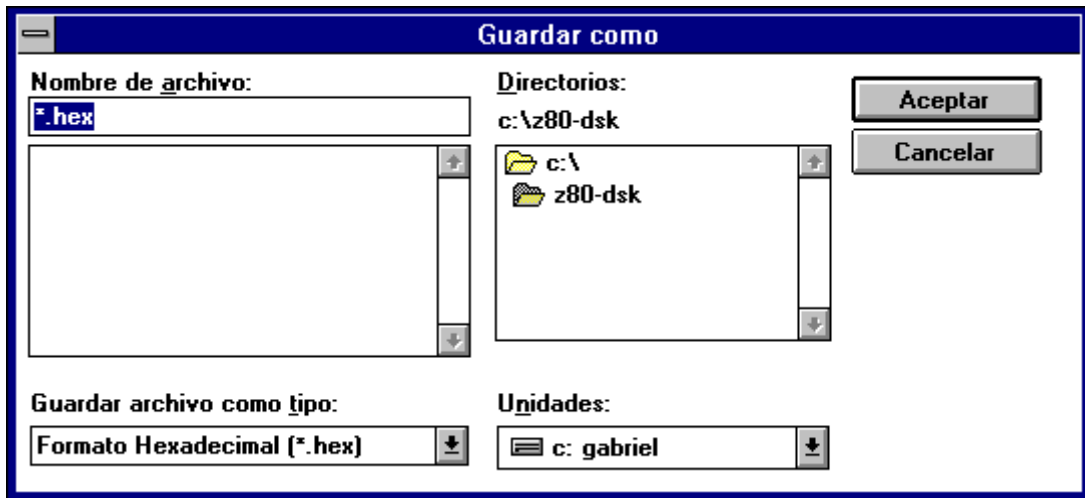 Guardar como
Nombre de archivo:
*.hex
Directorios:
c:\z80-dsk
c:\
z80-dsk
Aceptar
Cancelar
Guardar archivo como tipo:
Formato Hexadecimal (*.hex)
Unidades:
c: gabriel